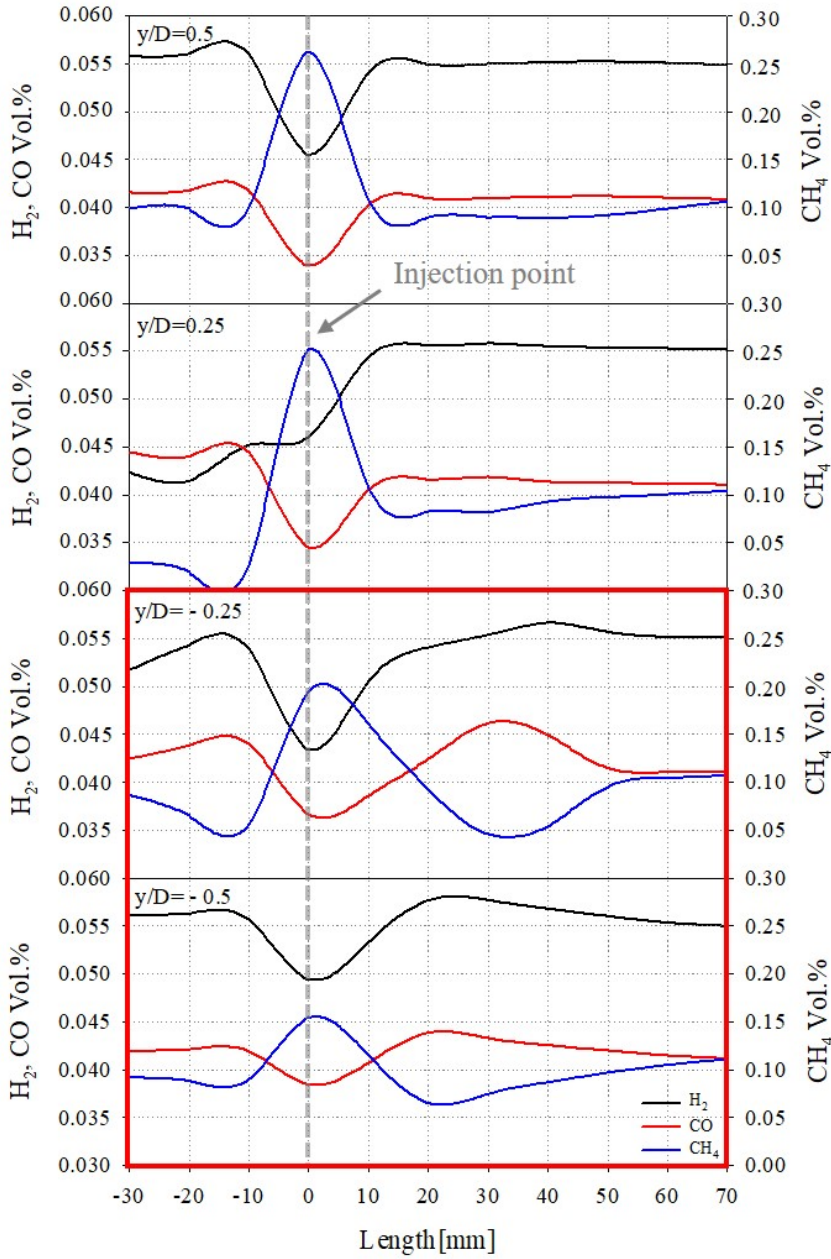 0.060
0.30
y/D=0.5
0.055
0.25
0.050
0.20
0.045
0.15
0.040
0.10
0.035
0.05
H₂, CO Vol.%
CH₄ Vol.%
Injection point
0.060
0.30
y/D=0.25
0.055
0.25
0.050
0.20
0.045
0.15
0.040
0.10
0.035
0.05
H₂, CO Vol.%
CH₄ Vol.%
0.060
0.30
y/D= - 0.25
0.055
0.25
0.050
0.20
0.045
0.15
0.040
0.10
0.035
0.05
H₂, CO Vol.%
CH₄ Vol.%
0.060
0.30
y/D= - 0.5
0.055
0.25
0.050
0.20
0.045
0.15
0.040
0.10
0.035
0.05
0.030
0.00
H₂, CO Vol.%
CH₄ Vol.%
H₂
CO
CH₄
-30 -20 -10 0 10 20 30 40 50 60 70
Length[mm]